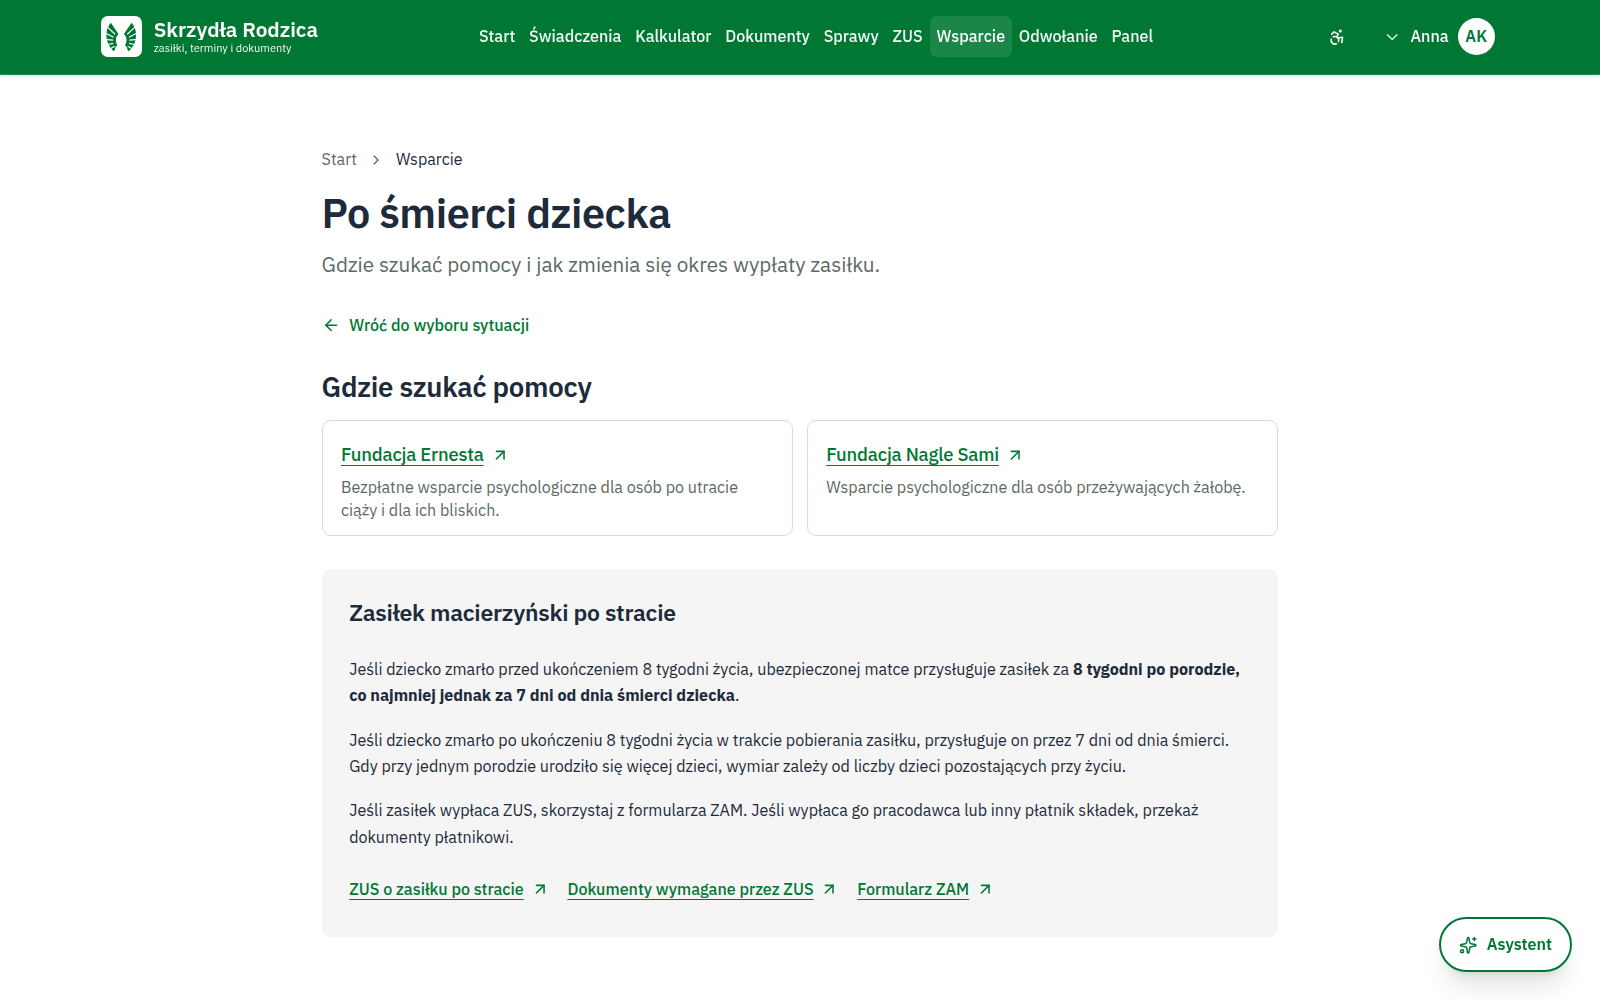 Skrzydła Rodzica
zasiłki, terminy i dokumenty
Start Świadczenia Kalkulator Dokumenty Sprawy ZUS Wsparcie Odwołanie Panel
Anna AK
Start Wsparcie
Po śmierci dziecka
Gdzie szukać pomocy i jak zmienia się okres wypłaty zasiłku.
Wróć do wyboru sytuacji
Gdzie szukać pomocy
Fundacja Ernesta
Bezpłatne wsparcie psychologiczne dla osób po utracie
ciąży i dla ich bliskich.
Fundacja Nagle Sami
Wsparcie psychologiczne dla osób przeżywających żałobę.
Zasiłek macierzyński po stracie
Jeśli dziecko zmarło przed ukończeniem 8 tygodni życia, ubezpieczonej matce przysługuje zasiłek za 8 tygodni po porodzie,
co najmniej jednak za 7 dni od dnia śmierci dziecka.
Jeśli dziecko zmarło po ukończeniu 8 tygodni życia w trakcie pobierania zasiłku, przysługuje on przez 7 dni od dnia śmierci.
Gdy przy jednym porodzie urodziło się więcej dzieci, wymiar zależy od liczby dzieci pozostających przy życiu.
Jeśli zasiłek wypłaca ZUS, skorzystaj z formularza ZAM. Jeśli wypłaca go pracodawca lub inny płatnik składek, przekaż
dokumenty płatnikowi.
ZUS o zasiłku po stracie Dokumenty wymagane przez ZUS Formularz ZAM
Asystent